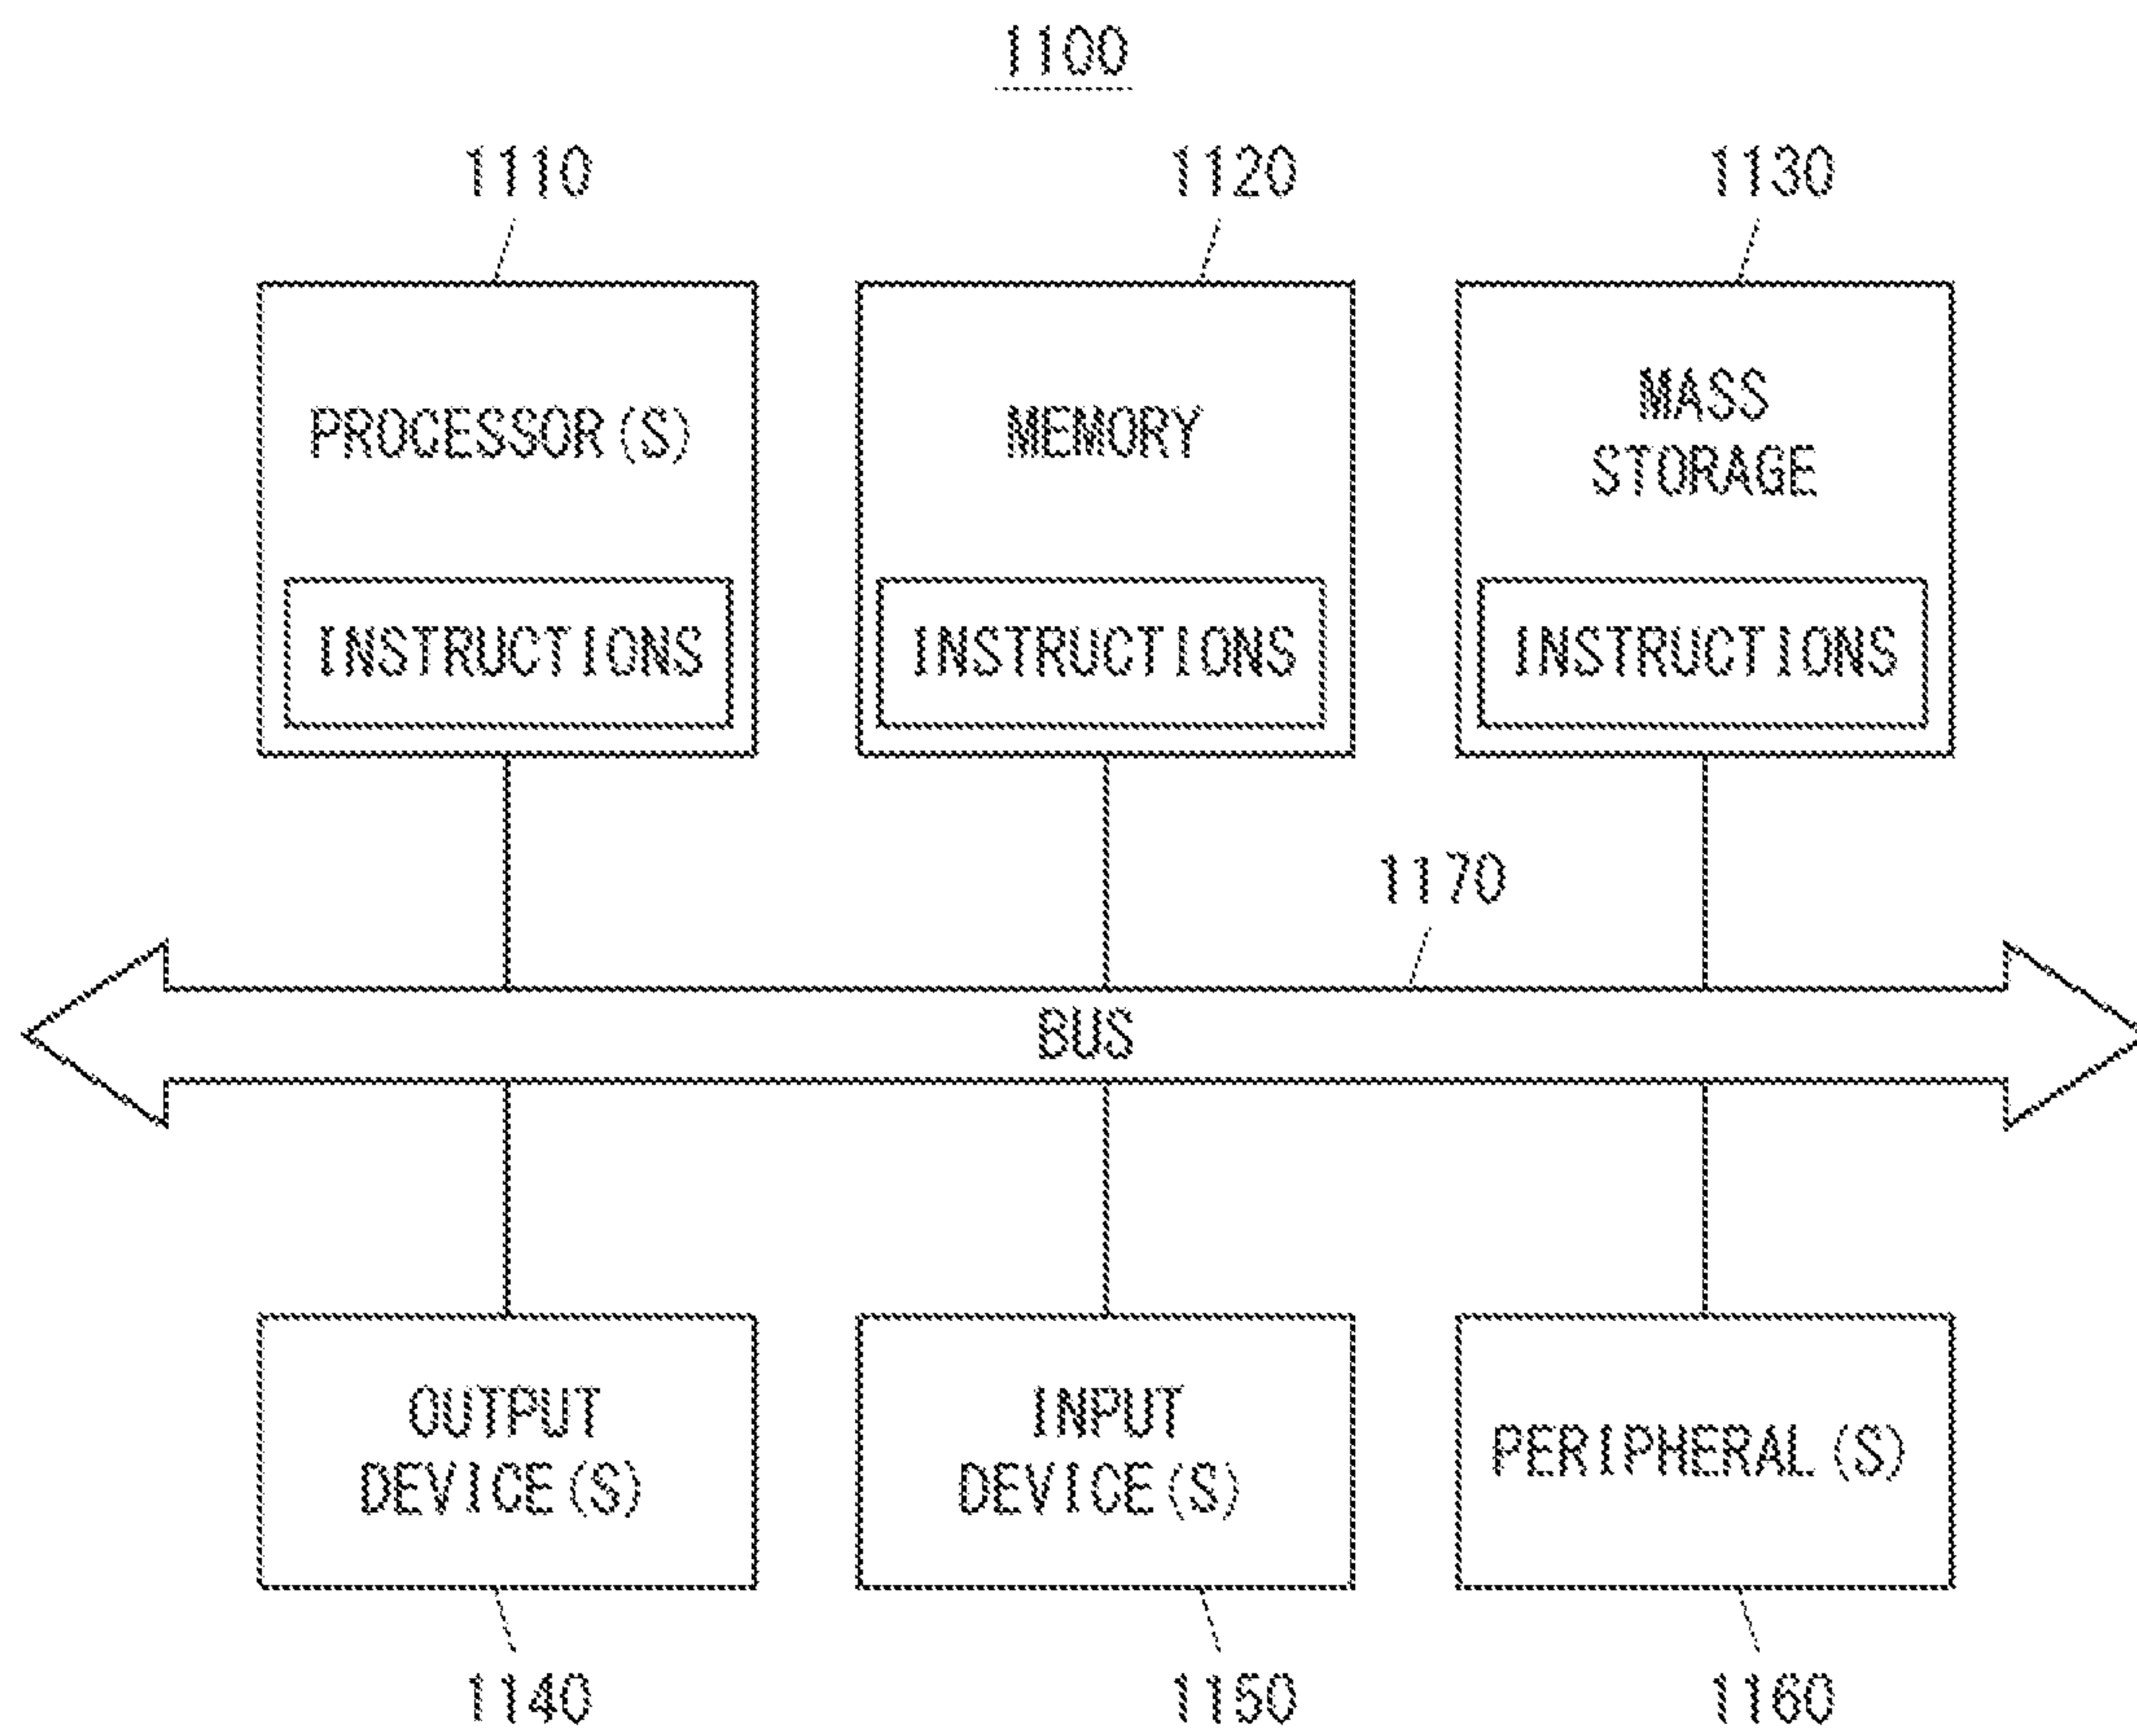 1100
1110
1120
1130
PROCESSOR(S)
MEMORY
MASS
STORAGE
INSTRUCTIONS
INSTRUCTIONS
INSTRUCTIONS
1170
BUS
OUTPUT
DEVICE(S)
INPUT
DEVICE(S)
PERIPHERAL(S)
1140
1150
1160